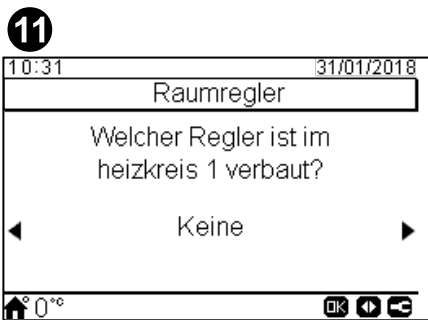 11
10:31 31/01/2018
Raumregler
Welcher Regler ist im
heizkreis 1 verbaut?
Keine
0°c
OK